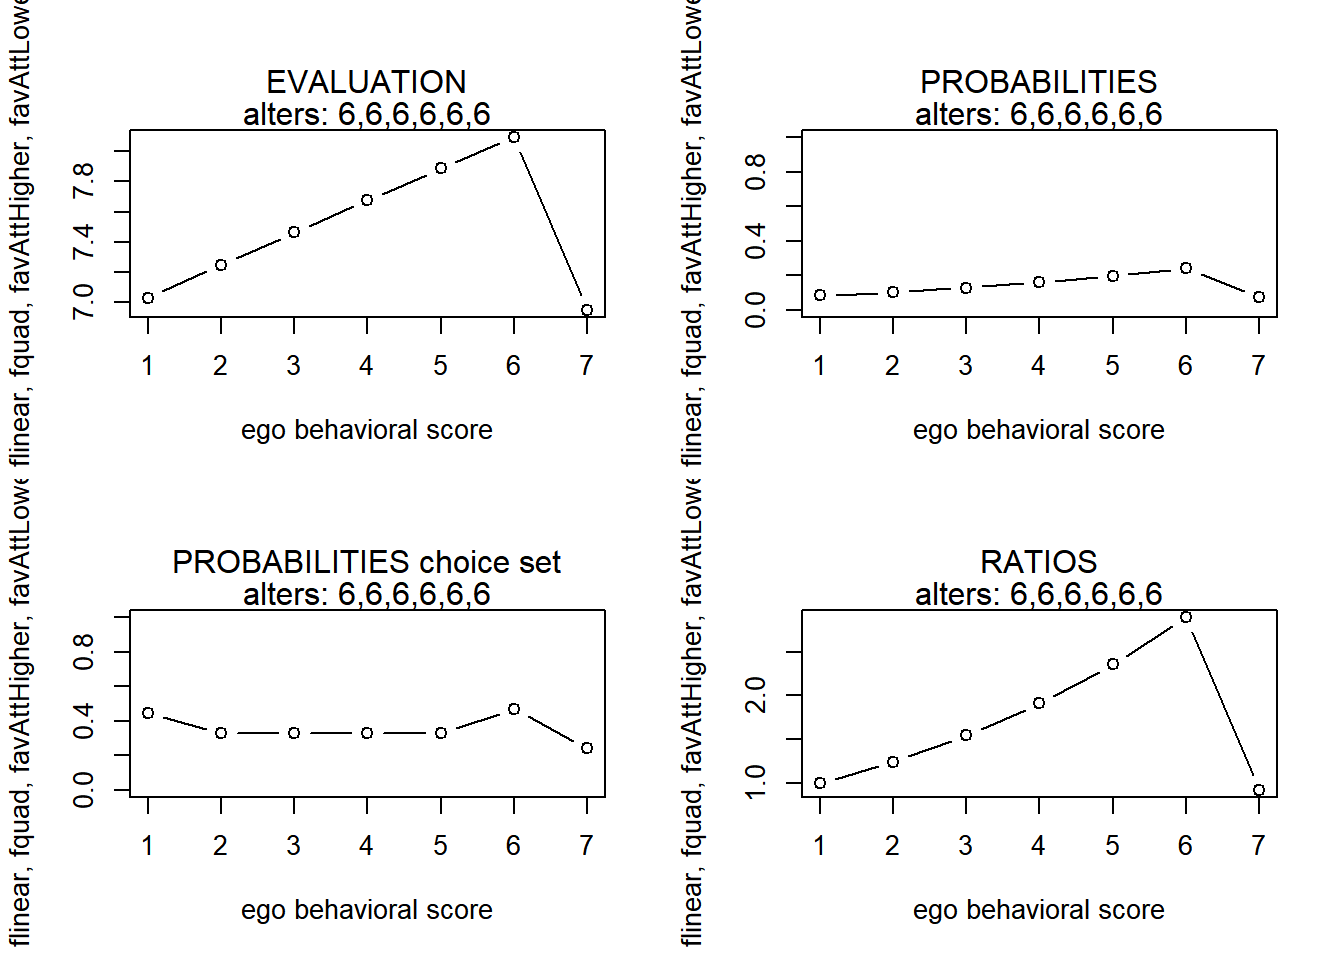 EVALUATION
alters: 6,6,6,6,6,6
flinear, fquad, favAttHigher,
7.0 7.4 7.8
1 2 3 4 5 6 7
ego behavioral score
PROBABILITIES
alters: 6,6,6,6,6,6
flinear, fquad, favAttHigher,
0.0 0.4 0.8
1 2 3 4 5 6 7
ego behavioral score
PROBABILITIES choice set
alters: 6,6,6,6,6,6
flinear, fquad, favAttHigher,
0.0 0.4 0.8
1 2 3 4 5 6 7
ego behavioral score
RATIOS
alters: 6,6,6,6,6,6
flinear, fquad, favAttHigher,
1.0 2.0
1 2 3 4 5 6 7
ego behavioral score